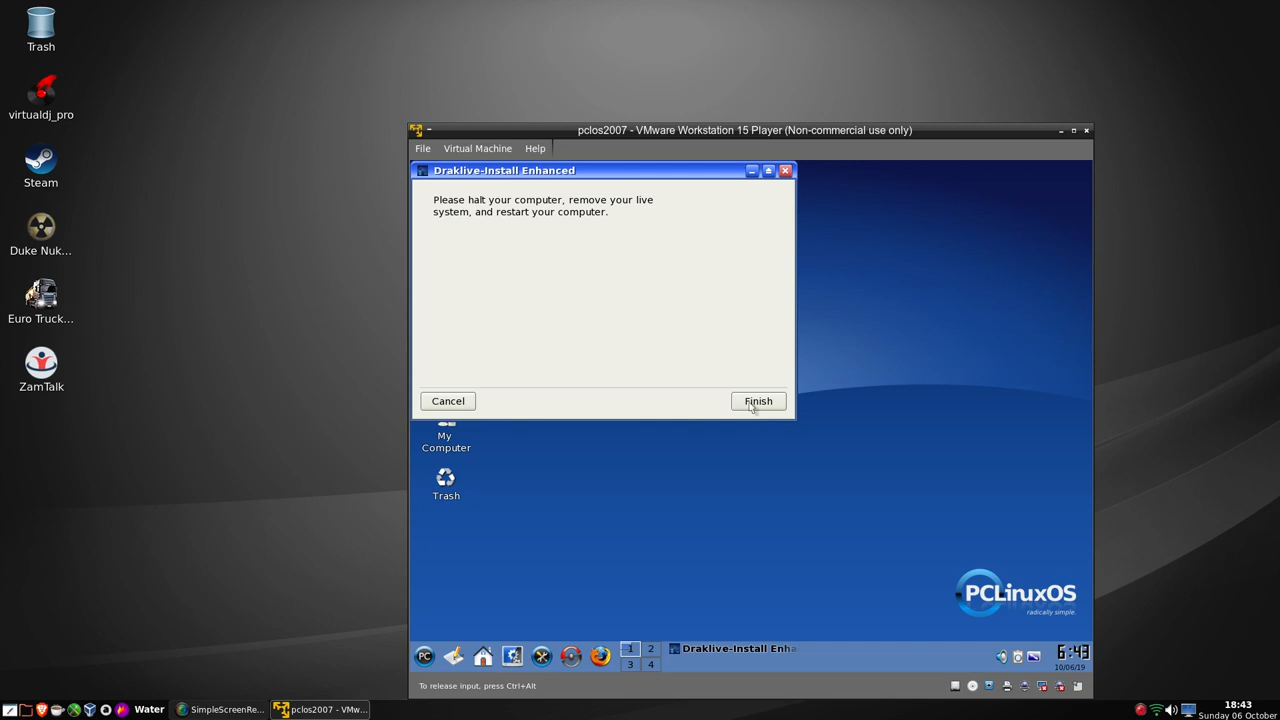 Trash
virtualdj_pro
Steam
Duke Nuk...
Euro Truck...
ZamTalk
pclos2007 - VMware Workstation 15 Player (Non-commercial use only)
File Virtual Machine Help
Draklive-Install Enhanced
Please halt your computer, remove your live
system, and restart your computer.
Cancel Finish
My
Computer
Trash
PCLinuxOS
radically simple.
PC 1 2 Draklive-Install Enha
3 4
6:43
10/06/19
To release input, press Ctrl+Alt
Water SimpleScreenRe... pclos2007 - VMw...
18:43
Sunday 06 October